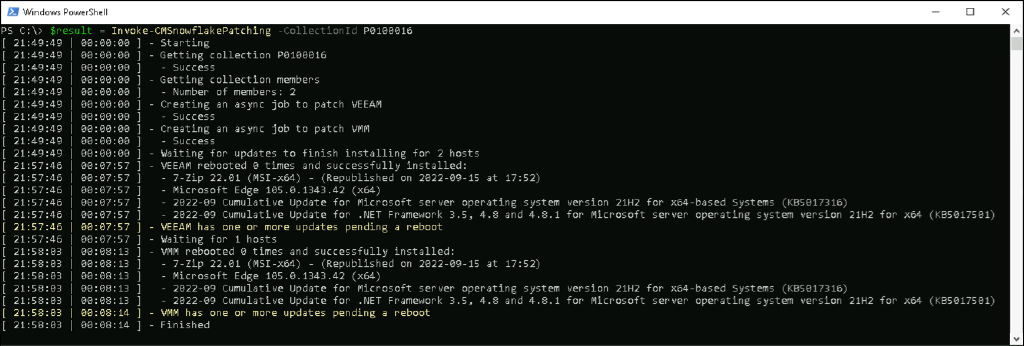 Windows PowerShell
PS C:\> $result = Invoke-CMSnowflakePatching -CollectionId P0100016
[ 21:49:49 | 00:00:00 ] - Starting
[ 21:49:49 | 00:00:00 ] - Getting collection P0100016
[ 21:49:49 | 00:00:00 ]   - Success
[ 21:49:49 | 00:00:00 ] - Getting collection members
[ 21:49:49 | 00:00:00 ]   - Number of members: 2
[ 21:49:49 | 00:00:00 ] - Creating an async job to patch VEEAM
[ 21:49:49 | 00:00:00 ]   - Success
[ 21:49:49 | 00:00:00 ] - Creating an async job to patch VMM
[ 21:49:49 | 00:00:00 ]   - Success
[ 21:49:49 | 00:00:00 ] - Waiting for updates to finish installing for 2 hosts
[ 21:57:46 | 00:07:57 ] - VEEAM rebooted 0 times and successfully installed:
[ 21:57:46 | 00:07:57 ]   - 7-Zip 22.01 (MSI-x64) - (Republished on 2022-09-15 at 17:52)
[ 21:57:46 | 00:07:57 ]   - Microsoft Edge 105.0.1343.42 (x64)
[ 21:57:46 | 00:07:57 ]   - 2022-09 Cumulative Update for Microsoft server operating system version 21H2 for x64-based Systems (KB5017316)
[ 21:57:46 | 00:07:57 ]   - 2022-09 Cumulative Update for .NET Framework 3.5, 4.8 and 4.8.1 for Microsoft server operating system version 21H2 for x64 (KB5017501)
[ 21:57:46 | 00:07:57 ] - VEEAM has one or more updates pending a reboot
[ 21:57:46 | 00:07:57 ] - Waiting for 1 hosts
[ 21:58:03 | 00:08:13 ] - VMM rebooted 0 times and successfully installed:
[ 21:58:03 | 00:08:13 ]   - 7-Zip 22.01 (MSI-x64) - (Republished on 2022-09-15 at 17:52)
[ 21:58:03 | 00:08:13 ]   - Microsoft Edge 105.0.1343.42 (x64)
[ 21:58:03 | 00:08:13 ]   - 2022-09 Cumulative Update for Microsoft server operating system version 21H2 for x64-based Systems (KB5017316)
[ 21:58:03 | 00:08:13 ]   - 2022-09 Cumulative Update for .NET Framework 3.5, 4.8 and 4.8.1 for Microsoft server operating system version 21H2 for x64 (KB5017501)
[ 21:58:03 | 00:08:14 ] - VMM has one or more updates pending a reboot
[ 21:58:03 | 00:08:14 ] - Finished